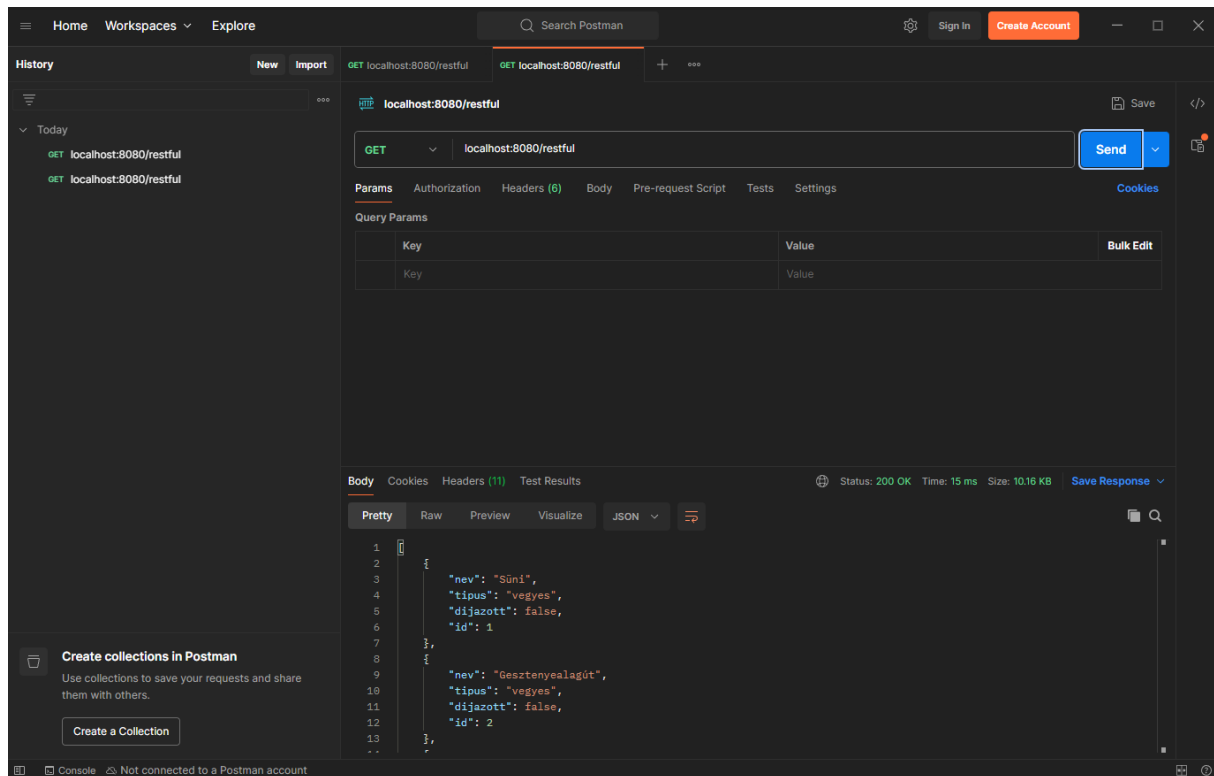 Home Workspaces Explore Search Postman Sign In Create Account
History New Import
GET localhost:8080/restful GET localhost:8080/restful
HTTP localhost:8080/restful Save
Today
GET localhost:8080/restful
GET localhost:8080/restful
GET localhost:8080/restful Send
Params Authorization Headers (6) Body Pre-request Script Tests Settings Cookies
Query Params
Key Value Bulk Edit
Key Value
Body Cookies Headers (11) Test Results Status: 200 OK Time: 15 ms Size: 10.16 KB Save Response
Pretty Raw Preview Visualize JSON
1 [
2 {
3 "nev": "Süni",
4 "tipus": "vegyes",
5 "dijazott": false,
6 "id": 1
7 },
8 {
9 "nev": "Gesztenyealagút",
10 "tipus": "vegyes",
11 "dijazott": false,
12 "id": 2
13 },
Create collections in Postman
Use collections to save your requests and share
them with others.
Create a Collection
Console Not connected to a Postman account